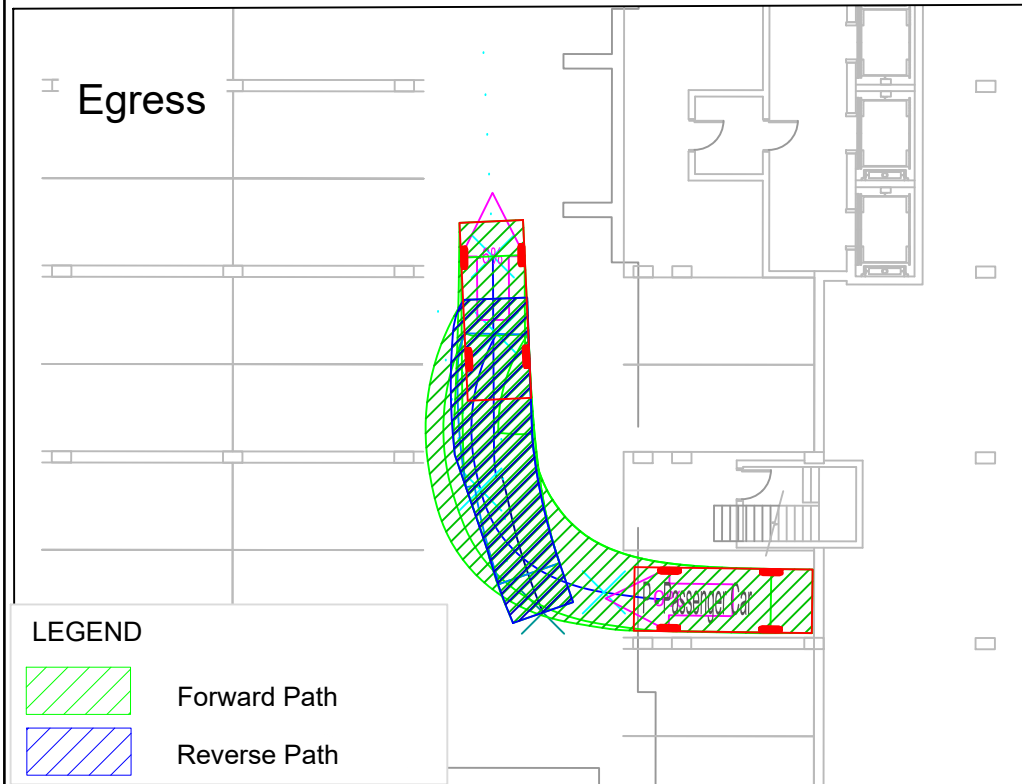 Egress
P - Passenger Car
LEGEND
Forward Path
Reverse Path